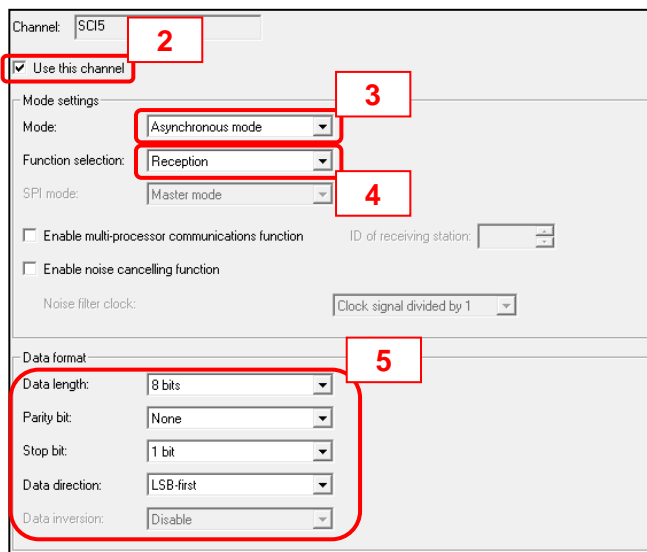 Channel: SCI5
2
Use this channel
3
Mode settings
Mode: Asynchronous mode
Function selection: Reception
4
SPI mode: Master mode
Enable multi-processor communications function ID of receiving station:
Enable noise cancelling function
Noise filter clock: Clock signal divided by 1
5
Data format
Data length: 8 bits
Parity bit: None
Stop bit: 1 bit
Data direction: LSB-first
Data inversion: Disable